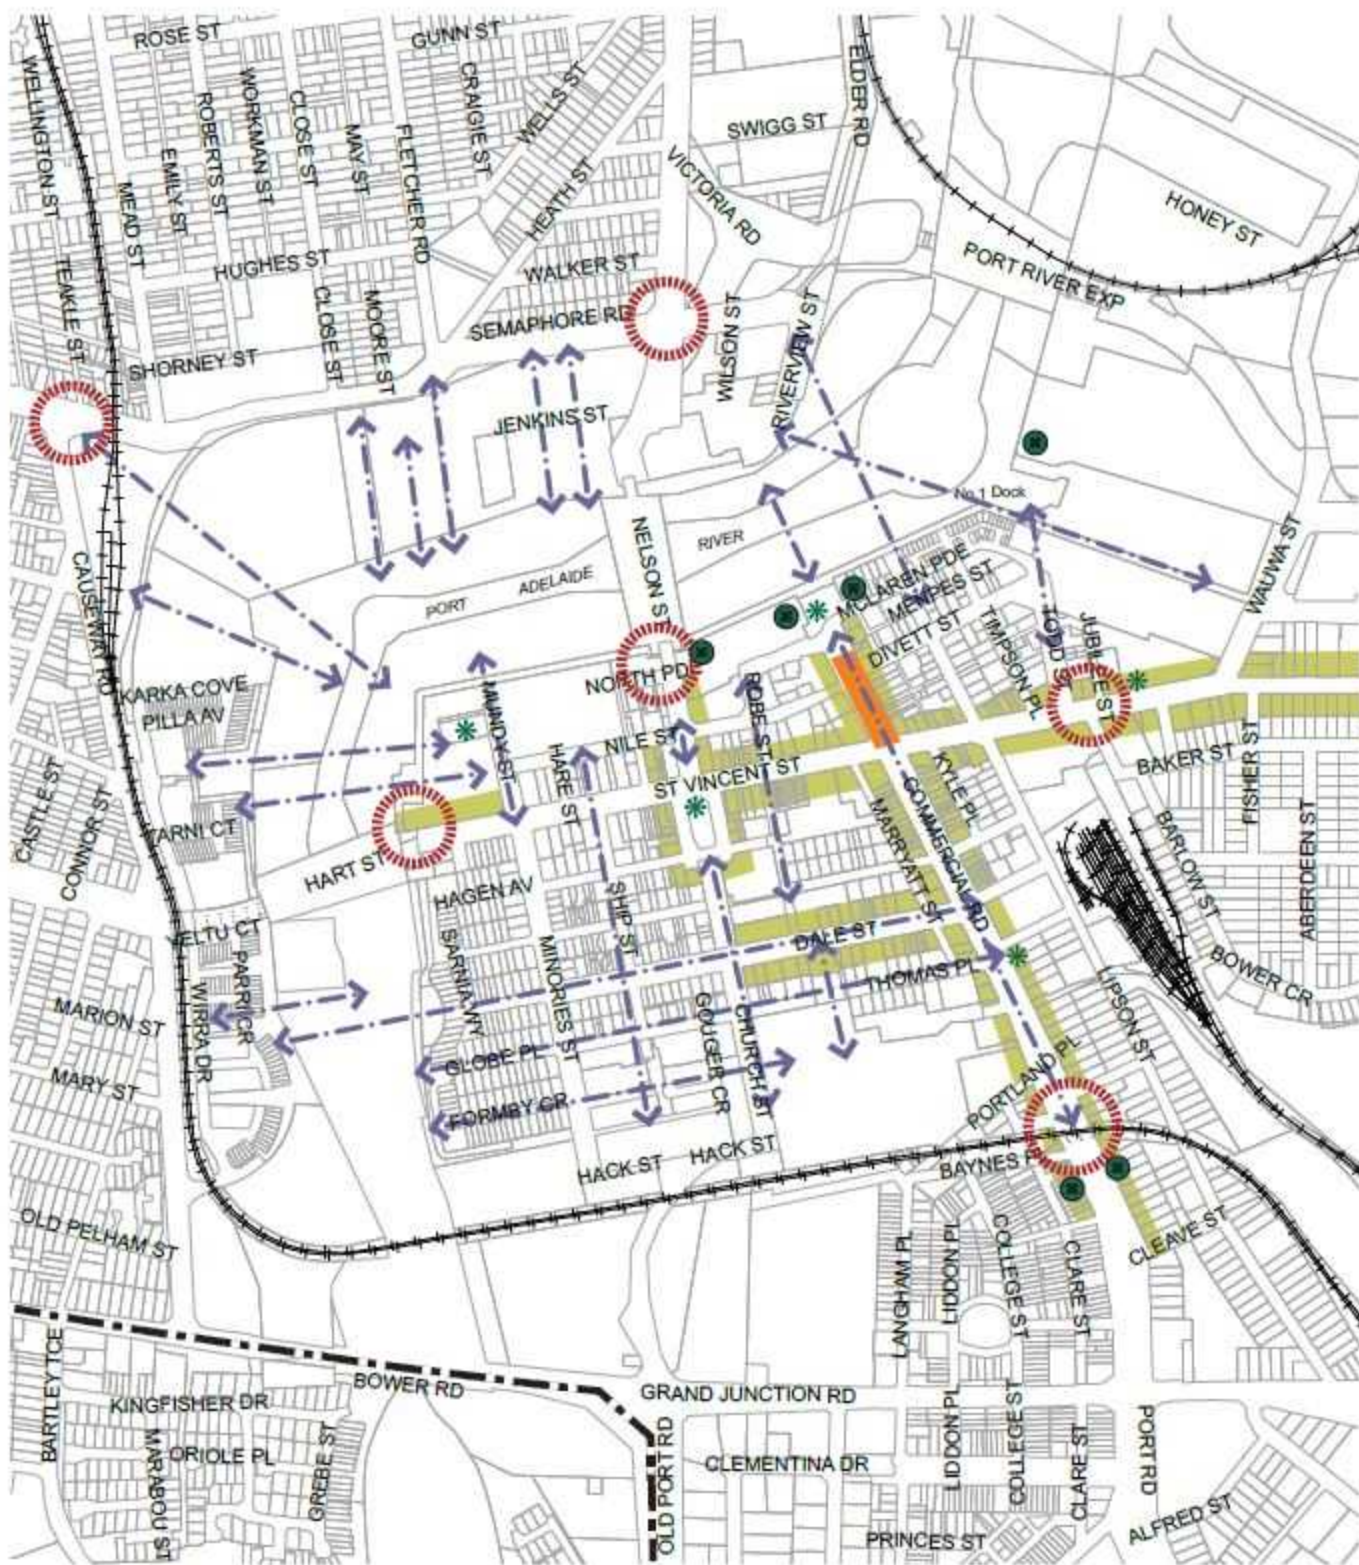 ROSE ST
GUNN ST
WELLINGTON ST
WORKMAN ST
ROBERTS ST
CLOSE ST
CRAIGIE ST
WELLS ST
ELDER RD
EMILY ST
MAY ST
FLETCHER RD
SWIGG ST
MEAD ST
HEATH ST
VICTORIA RD
HONEY ST
HUGHES ST
WALKER ST
PORT RIVER EXP
TEAKLE ST
CLOSE ST
MOORE ST
SEMAPHORE RD
WILSON ST
RIVERVIEW ST
SHORNEY ST
JENKINS ST
No.1 Dock
NELSON ST
RIVER
ADELAIDE
PORT
MCLAREN PDE
MEMPES ST
DIVETT ST
WAUWA ST
CAUSEWAY RD
TIMPSON PL
TODD ST
JUBILEE ST
KARKA COVE
PILLA AV
MUNDY ST
NORTH PDE
ROBE ST
NILE ST
HARE ST
ST VINCENT ST
KYLE PL
BAKER ST
FISHER ST
CASTLE ST
CONNOR ST
TARNI CT
HART ST
MARRYATT ST
COMMERCIAL RD
BARLOW ST
ABERDEEN ST
HAGEN AV
SHIP ST
YELTU CT
SARNIA WY
MINORIES ST
DALE ST
THOMAS PL
BOWER CR
MARION ST
WIRRA DR
PARRY CR
GOUGER CR
CHURCH ST
LIPSON ST
GLOBE PL
MARY ST
FORMBY CR
PORTLAND PL
HACK ST
HACK ST
BAYNES P
OLD PELHAM ST
LANGHAM PL
LIDDON PL
COLLEGE ST
CLARE ST
CLEAVE ST
BARTLEY TCE
BOWER RD
GRAND JUNCTION RD
KINGFISHER DR
ORIOLE PL
MARABOU ST
GREBE ST
OLD PORT RD
CLEMENTINA DR
LIDDON PL
COLLEGE ST
CLARE ST
PORT RD
ALFRED ST
PRINCES ST